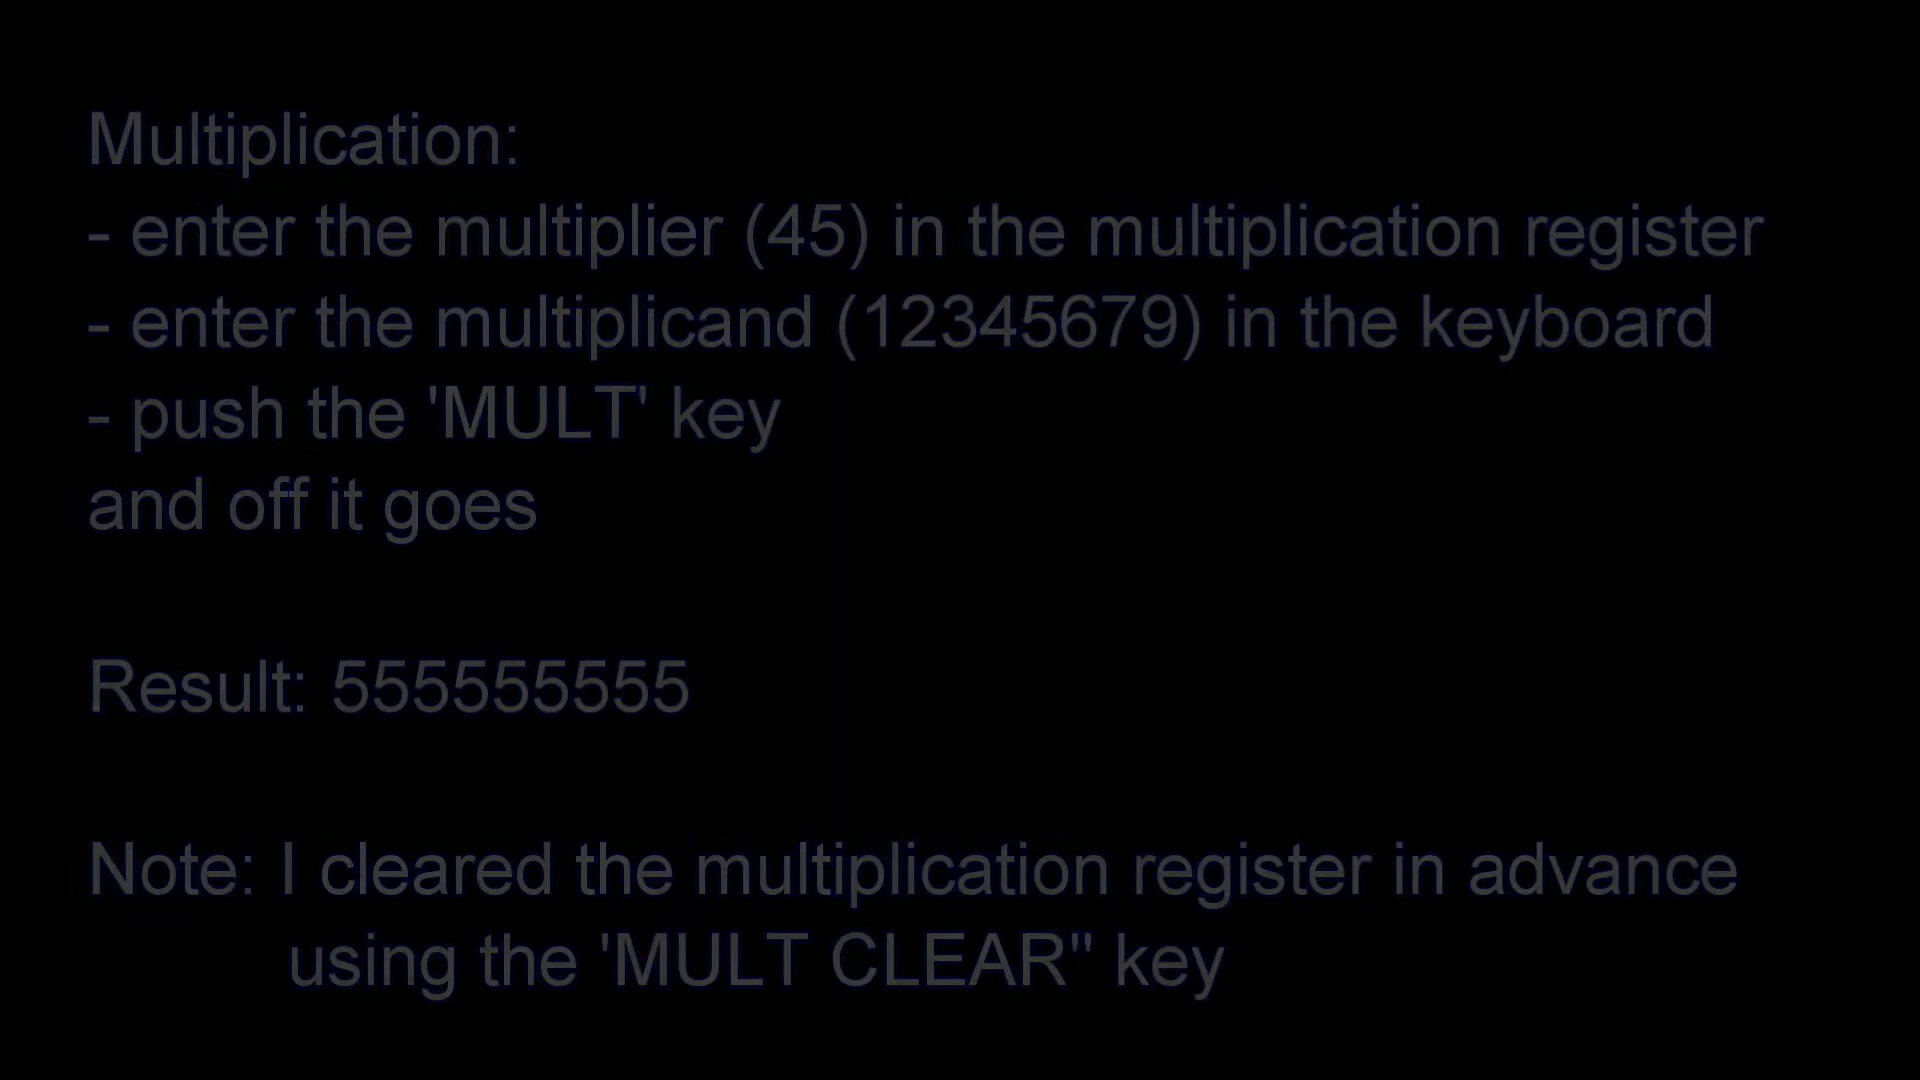 Multiplication:
- enter the multiplier (45) in the multiplication register
- enter the multiplicand (12345679) in the keyboard
- push the 'MULT' key
and off it goes
Result: 555555555
Note: I cleared the multiplication register in advance
using the 'MULT CLEAR" key